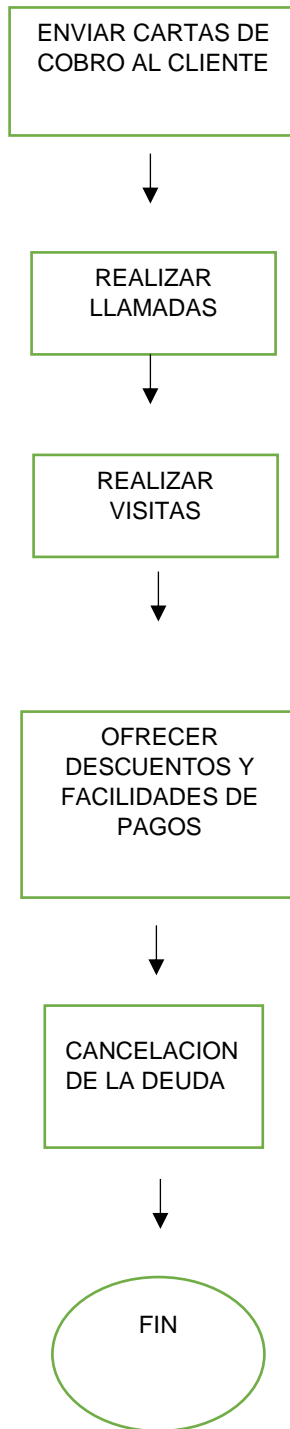 ENVIAR CARTAS DE
COBRO AL CLIENTE
REALIZAR
LLAMADAS
REALIZAR
VISITAS
OFRECER
DESCUENTOS Y
FACILIDADES DE
PAGOS
CANCELACION
DE LA DEUDA
FIN